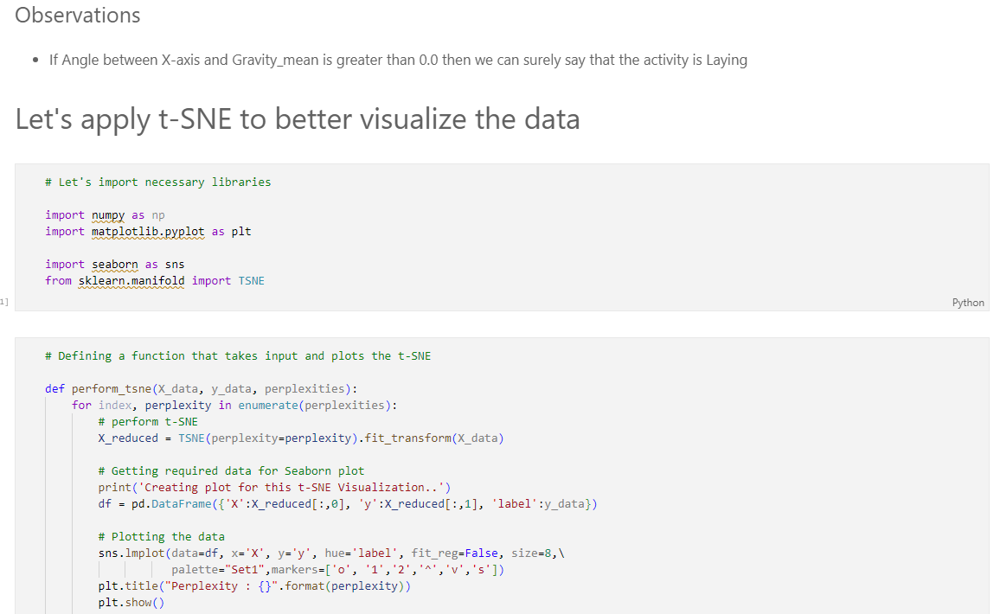 Observations
• If Angle between X-axis and Gravity_mean is greater than 0.0 then we can surely say that the activity is Laying
Let's apply t-SNE to better visualize the data
# Let's import necessary libraries
import numpy as np
import matplotlib.pyplot as plt
import seaborn as sns
from sklearn.manifold import TSNE
1]
Python
# Defining a function that takes input and plots the t-SNE
def perform_tsne(X_data, y_data, perplexities):
    for index, perplexity in enumerate(perplexities):
        # perform t-SNE
        X_reduced = TSNE(perplexity=perplexity).fit_transform(X_data)
        # Getting required data for Seaborn plot
        print('Creating plot for this t-SNE Visualization..')
        df = pd.DataFrame({'X':X_reduced[:,0], 'y':X_reduced[:,1], 'label':y_data})
        # Plotting the data
        sns.lmplot(data=df, x='X', y='y', hue='label', fit_reg=False, size=8,\
                   palette="Set1",markers=['o', '1','2','^','v','s'])
        plt.title("Perplexity : {}".format(perplexity))
        plt.show()